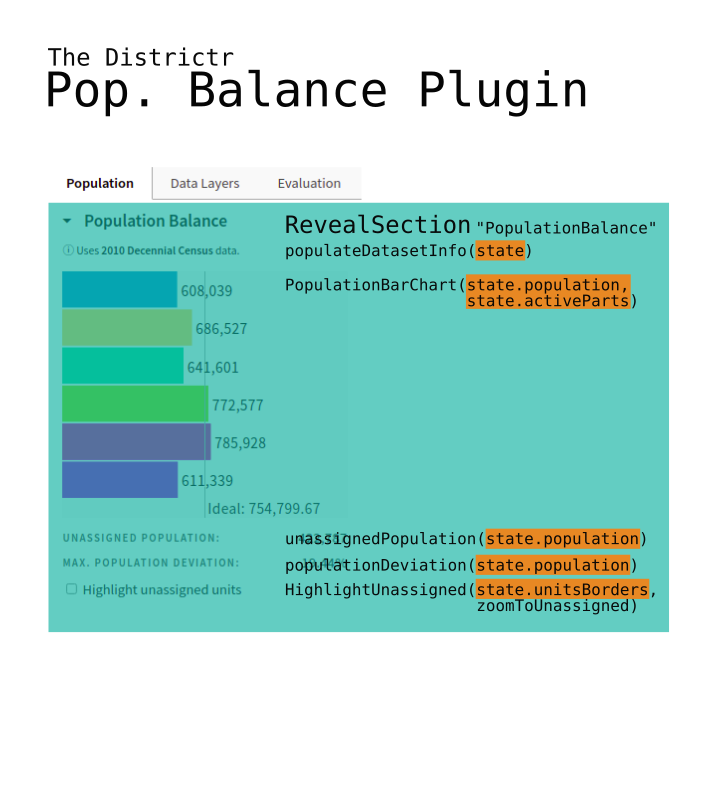 The Districtr
Pop. Balance Plugin
Population Data Layers Evaluation
Population Balance
RevealSection "PopulationBalance"
ⓘ Uses 2010 Decennial Census data.
populateDatasetInfo(state)
PopulationBarChart(state.population,
state.activeParts)
608,039
686,527
641,601
772,577
785,928
611,339
Ideal: 754,799.67
UNASSIGNED POPULATION:
unassignedPopulation(state.population)
MAX. POPULATION DEVIATION:
populationDeviation(state.population)
Highlight unassigned units
HighlightUnassigned(state.unitsBorders,
zoomToUnassigned)